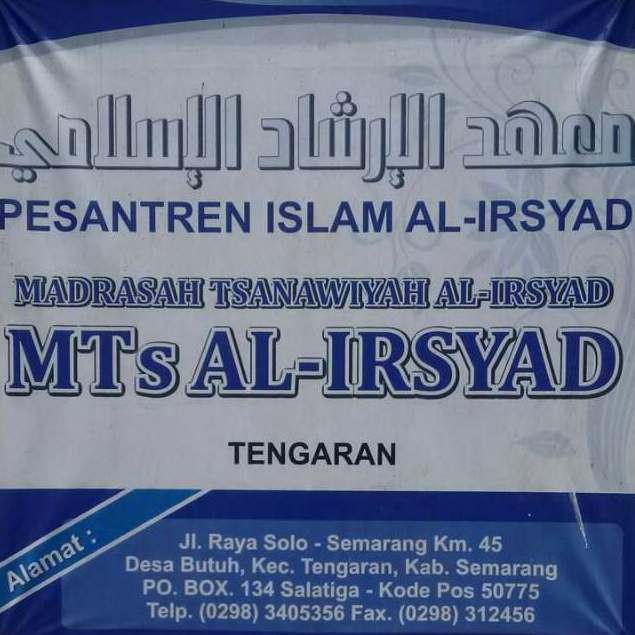 معهد الإرشاد الإسلامي
PESANTREN ISLAM AL-IRSYAD
MADRASAH TSANAWIYAH AL-IRSYAD
MTs AL-IRSYAD
TENGARAN
Alamat :
Jl. Raya Solo - Semarang Km. 45
Desa Butuh, Kec. Tengaran, Kab. Semarang
PO. BOX. 134 Salatiga - Kode Pos 50775
Telp. (0298) 3405356 Fax. (0298) 312456